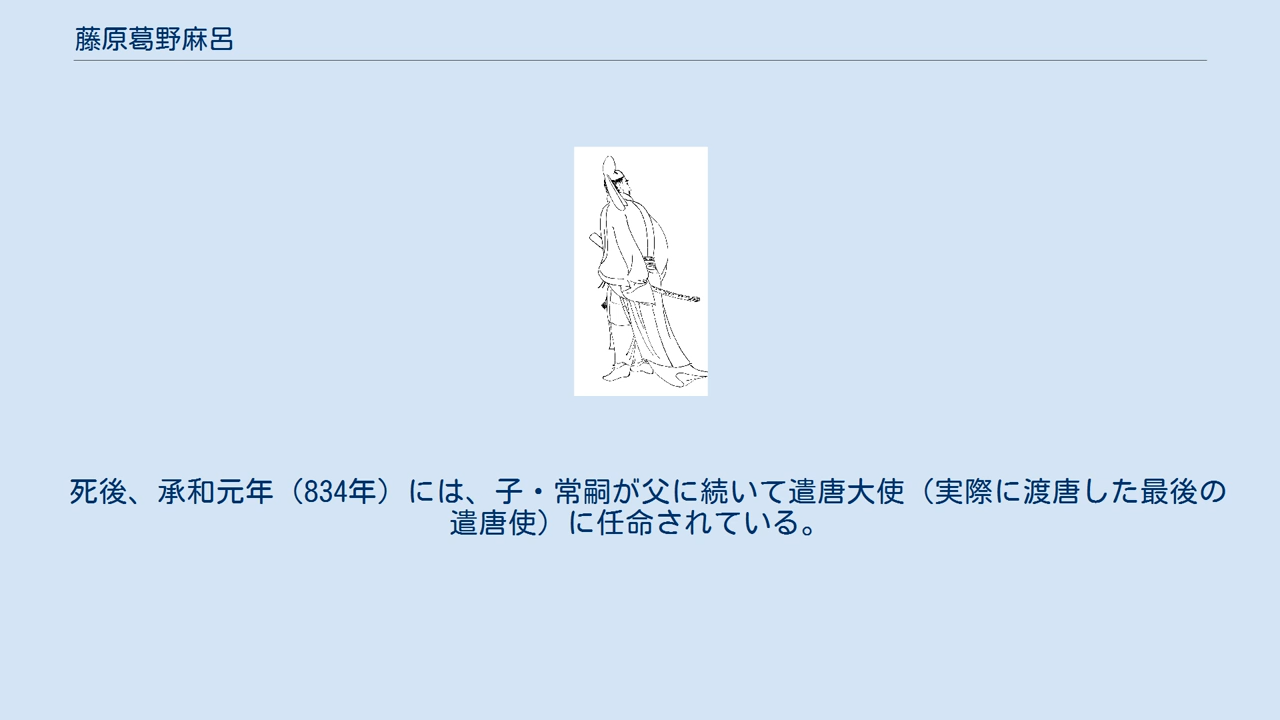 藤原葛野麻呂
死後、承和元年（834年）には、子・常嗣が父に続いて遣唐大使（実際に渡唐した最後の
遣唐使）に任命されている。